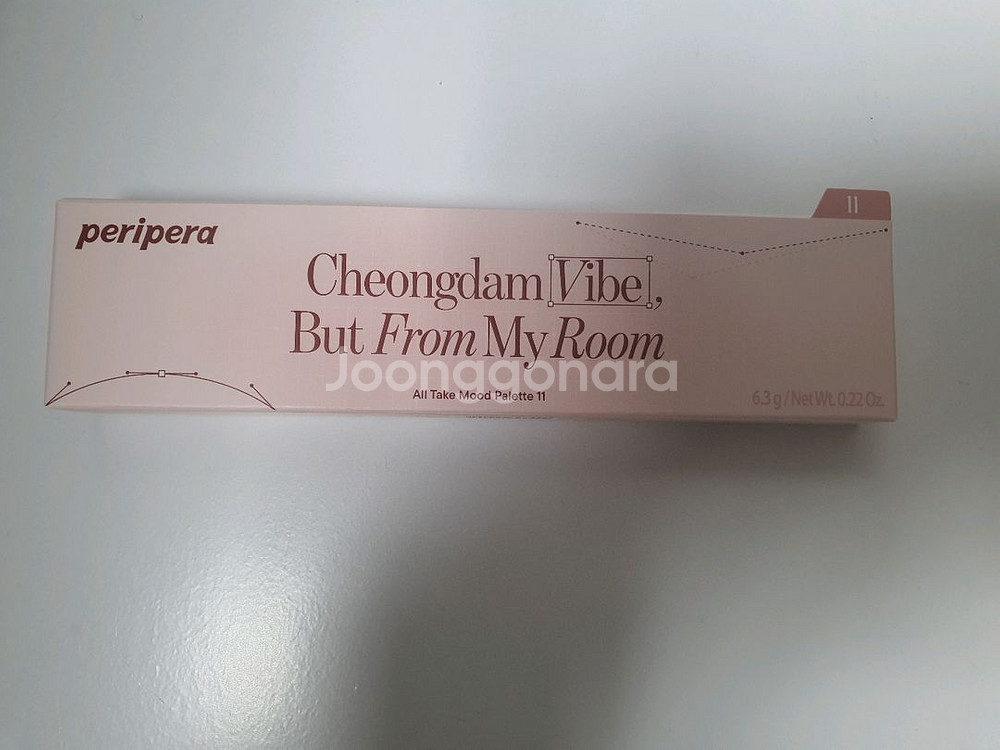 peripera
11
Cheongdam Vibe,
But From My Room
Joonggonara
All Take Mood Palette 11
6.3 g / Net Wt. 0.22 Oz.